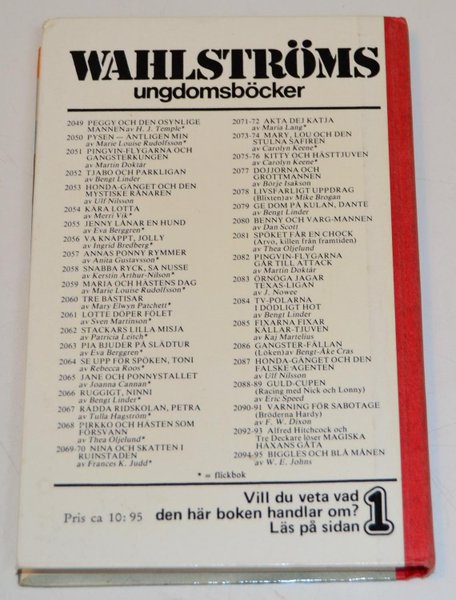 WAHLSTRÖMS
ungdomsböcker
2049 PEGGY OCH DEN OSYNLIGE
MANNEN av H. J. Temple*
2050 PYSEN — ÄNTLIGEN MIN
av Marie Louise Rudolfsson*
2051 PINGVIN-FLYGARNA OCH
GANGSTERKUNGEN
av Martin Doktár
2052 TJABO OCH PARKLIGAN
av Bengt Linder
2053 HONDA-GÄNGET OCH DEN
MYSTISKE RÅNAREN
av Ulf Nilsson
2054 KÄRA LOTTA
av Merri Vik*
2055 JENNY LÅNAR EN HUND
av Eva Berggren*
2056 VA KNÄPPT, JOLLY
av Ingrid Bredberg*
2057 ANNAS PONNY RYMMER
av Anita Gustavsson*
2058 SNABBA RYCK, SA NUSSE
av Kerstin Arthur-Nilson*
2059 MARIA OCH HÄSTENS DAG
av Marie Louise Rudolfsson*
2060 TRE BÄSTISAR
av Mary Elwyn Patchett*
2061 LOTTE DÖPER FÖLET
av Sven Martinson*
2062 STACKARS LILLA MISJA
av Patricia Leitch*
2063 PIA BJUDER PÅ SLÄDTUR
av Eva Berggren*
2064 SE UPP FÖR SPÖKEN, TONI
av Rebecca Roos*
2065 JANE OCH PONNYSTALLET
av Joanna Cannan*
2066 RUGGIGT, NINNI
av Bengt Linder*
2067 RÄDDA RIDSKOLAN, PETRA
av Tulla Hagström*
2068 PIRKKO OCH HÄSTEN SOM
FÖRSVANN
av Thea Oljelund*
2069-70 NINA OCH SKATTEN I
RUINSTADEN
av Frances K. Judd*
2071-72 AKTA DEJ KATJA
av Maria Lang*
2073-74 MARY, LOU OCH DEN
STULNA SAFIREN
av Carolyn Keene*
2075-76 KITTY OCH HÄSTTJUVEN
av Carolyn Keene*
2077 DOJJORNA OCH
GROTTMANNEN
av Börje Isakson
2078 LIVSFARLIGT UPPDRAG
(Blixten) av Mike Brogan
2079 GE DOM PÅ KULAN, DANTE
av Bengt Linder
2080 BENNY OCH VARG-MANNEN
av Dan Scott
2081 SPÖKET FÅR EN CHOCK
(Arvo, killen från framtiden)
av Thea Oljelund
2082 PINGVIN-FLYGARNA
GÅR TILL ATTACK
av Martin Doktár
2083 ÖRNÖGA JAGAR
TEXAS-LIGAN
av J. Nowee
2084 TV-POLARNA
I DÖDLIGT HOT
av Bengt Linder
2085 FIXARNA FIXAR
KÄLLAR-TJUVEN
av Kaj Martelius
2086 GANGSTER-FÄLLAN
(Löken) av Bengt-Åke Cras
2087 HONDA-GÄNGET OCH DEN
FALSKE AGENTEN
av Ulf Nilsson
2088-89 GULD-CUPEN
(Racing med Nick och Lonny)
av Eric Speed
2090-91 VARNING FÖR SABOTAGE
(Bröderna Hardy)
av F. W. Dixon
2092-93 Alfred Hitchcock och
Tre Deckare löser MAGISKA
HÄXANS GÅTA
2094-95 BIGGLES OCH BLÅ MÅNEN
av W. E. Johns
* = flickbok
Pris ca 10:95
Vill du veta vad
den här boken handlar om?
Läs på sidan 1